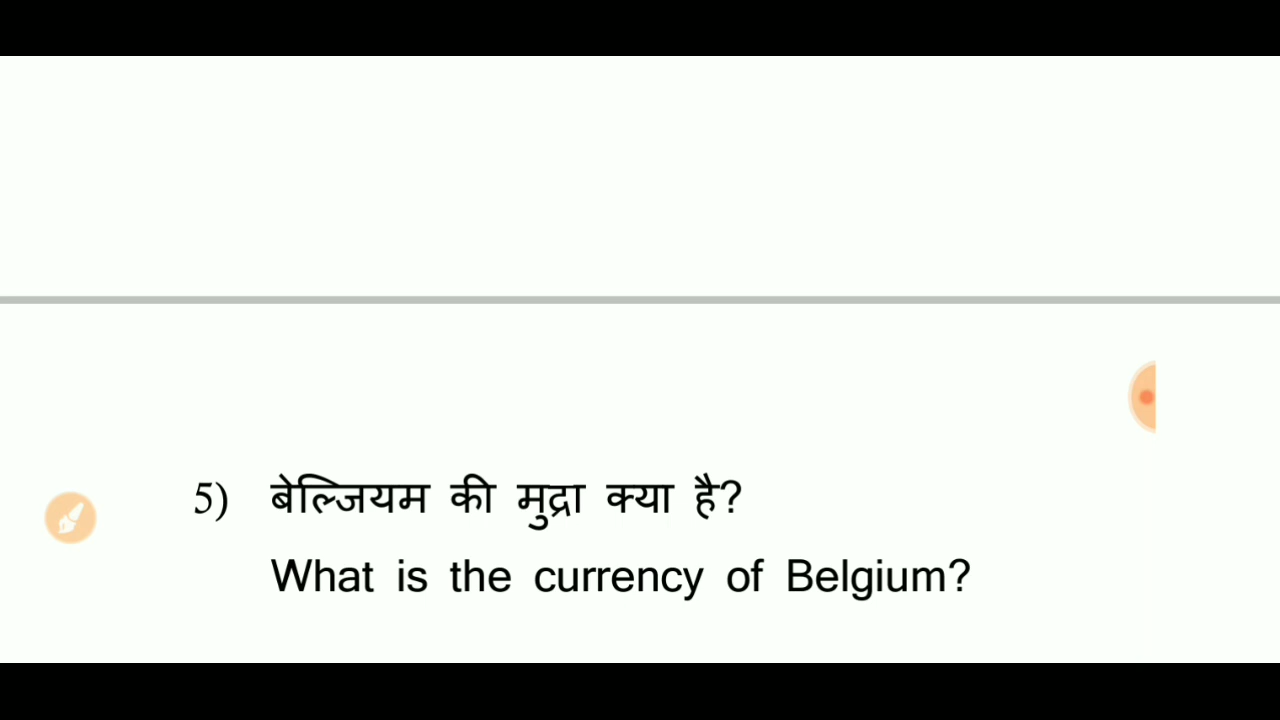 5) बेल्जियम की मुद्रा क्या है?
What is the currency of Belgium?